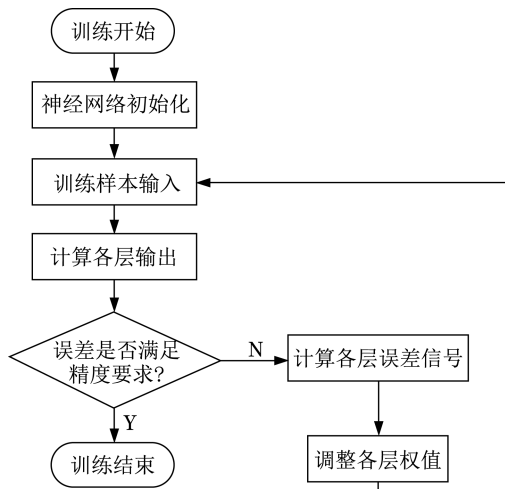 训练开始
神经网络初始化
训练样本输入
计算各层输出
误差是否满足
精度要求?
N
计算各层误差信号
Y
训练结束
调整各层权值